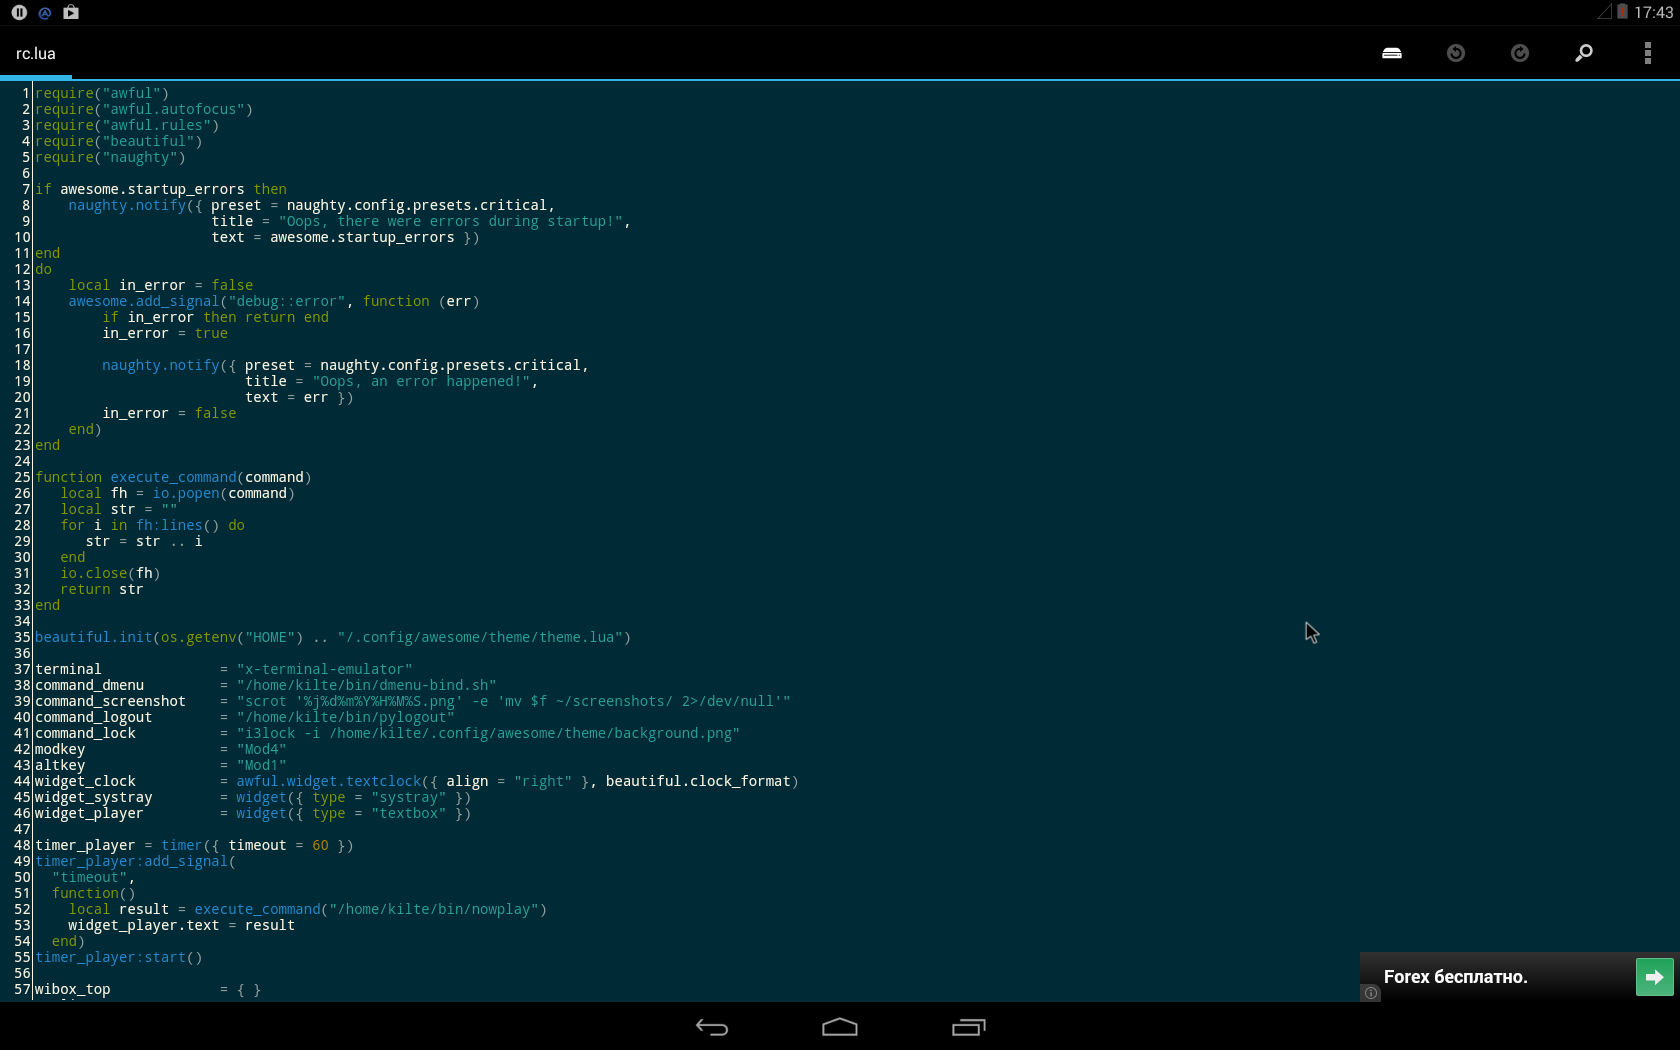 17:43
rc.lua
1 require("awful")
2 require("awful.autofocus")
3 require("awful.rules")
4 require("beautiful")
5 require("naughty")
6
7 if awesome.startup_errors then
8     naughty.notify({ preset = naughty.config.presets.critical,
9                      title = "Oops, there were errors during startup!",
10                      text = awesome.startup_errors })
11 end
12 do
13     local in_error = false
14     awesome.add_signal("debug::error", function (err)
15         if in_error then return end
16         in_error = true
17
18         naughty.notify({ preset = naughty.config.presets.critical,
19                          title = "Oops, an error happened!",
20                          text = err })
21         in_error = false
22     end)
23 end
24
25 function execute_command(command)
26    local fh = io.popen(command)
27    local str = ""
28    for i in fh:lines() do
29       str = str .. i
30    end
31    io.close(fh)
32    return str
33 end
34
35 beautiful.init(os.getenv("HOME") .. "/.config/awesome/theme/theme.lua")
36
37 terminal              = "x-terminal-emulator"
38 command_dmenu         = "/home/kilte/bin/dmenu-bind.sh"
39 command_screenshot    = "scrot '%j%d%m%Y%H%M%S.png' -e 'mv $f ~/screenshots/ 2>/dev/null'"
40 command_logout        = "/home/kilte/bin/pylogout"
41 command_lock          = "i3lock -i /home/kilte/.config/awesome/theme/background.png"
42 modkey                = "Mod4"
43 altkey                = "Mod1"
44 widget_clock          = awful.widget.textclock({ align = "right" }, beautiful.clock_format)
45 widget_systray        = widget({ type = "systray" })
46 widget_player         = widget({ type = "textbox" })
47
48 timer_player = timer({ timeout = 60 })
49 timer_player:add_signal(
50   "timeout",
51   function()
52     local result = execute_command("/home/kilte/bin/nowplay")
53     widget_player.text = result
54   end)
55 timer_player:start()
56
57 wibox_top             = { }
Forex бесплатно.